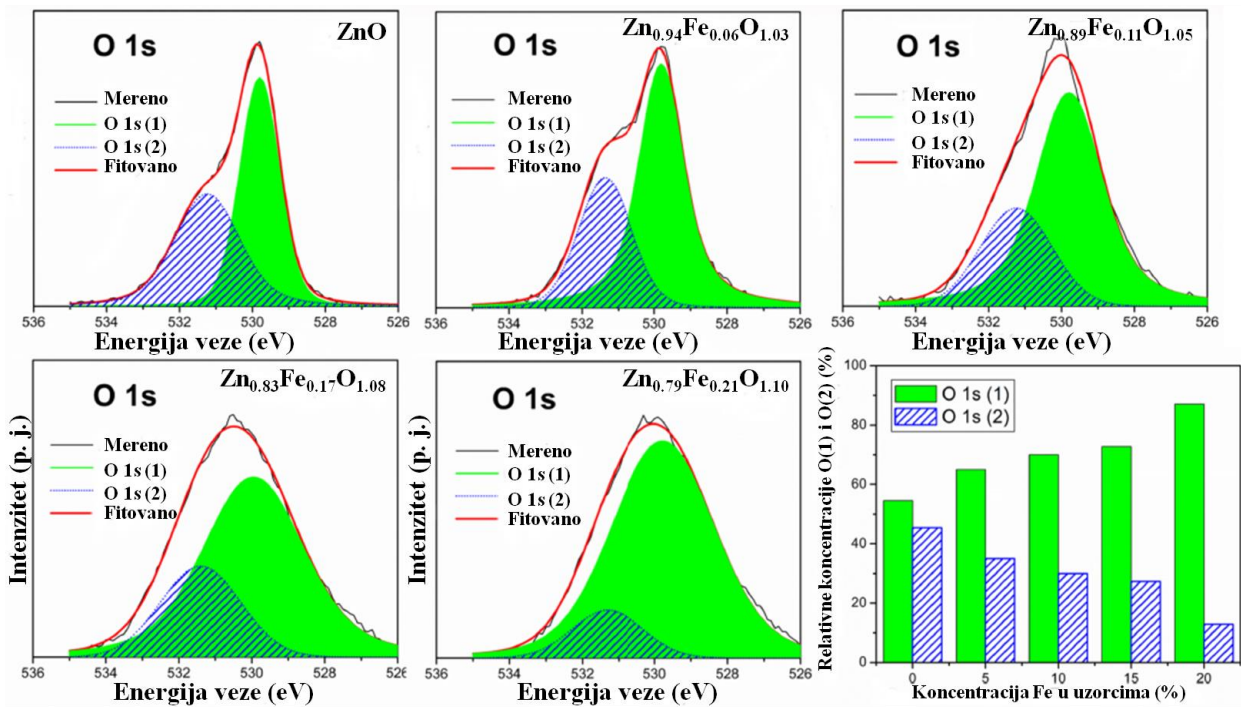 ZnO
O 1s
Mereno
O 1s (1)
O 1s (2)
Fitovano
536 534 532 530 528 526
Energija veze (eV)
Zn0.94Fe0.06O1.03
O 1s
Mereno
O 1s (1)
O 1s (2)
Fitovano
536 534 532 530 528 526
Energija veze (eV)
Zn0.89Fe0.11O1.05
O 1s
Mereno
O 1s (1)
O 1s (2)
Fitovano
536 534 532 530 528 526
Energija veze (eV)
Zn0.83Fe0.17O1.08
O 1s
Mereno
O 1s (1)
O 1s (2)
Fitovano
Intenzitet (p. j.)
536 534 532 530 528 526
Energija veze (eV)
Zn0.79Fe0.21O1.10
O 1s
Mereno
O 1s (1)
O 1s (2)
Fitovano
Intenzitet (p. j.)
536 534 532 530 528 526
Energija veze (eV)
O 1s (1)
O 1s (2)
Relativne koncentracije O(1) i O(2) (%)
100
80
60
40
20
0
0 5 10 15 20
Koncentracija Fe u uzorcima (%)